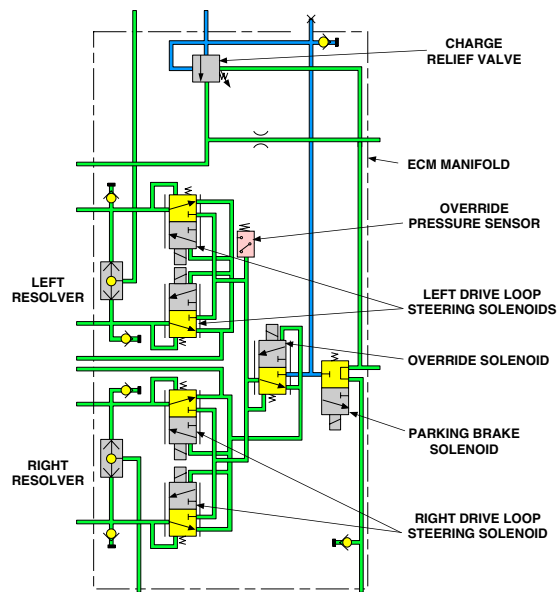 CHARGE
RELIEF VALVE
ECM MANIFOLD
OVERRIDE
PRESSURE SENSOR
LEFT
RESOLVER
LEFT DRIVE LOOP
STEERING SOLENOIDS
OVERRIDE SOLENOID
PARKING BRAKE
SOLENOID
RIGHT
RESOLVER
RIGHT DRIVE LOOP
STEERING SOLENOID